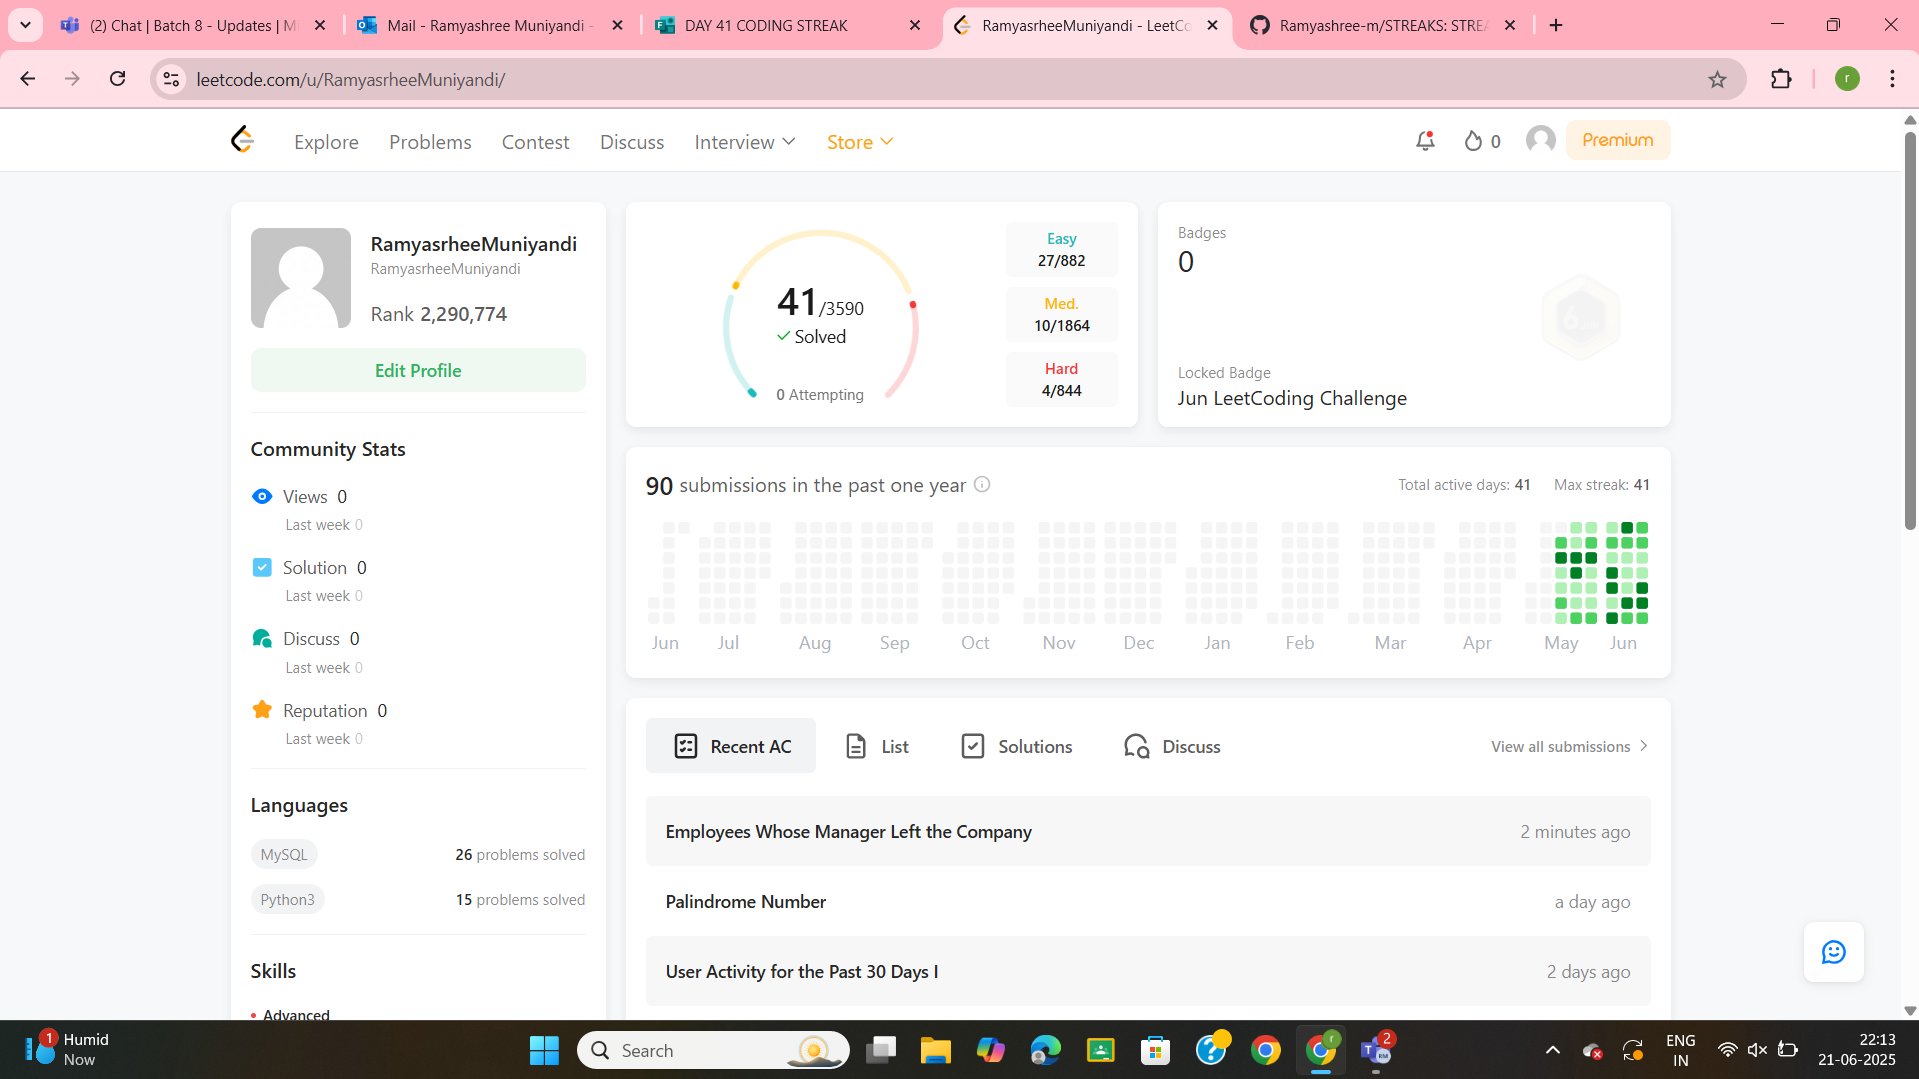 (2) Chat | Batch 8 - Updates | M
Mail - Ramyashree Muniyandi -
DAY 41 CODING STREAK
RamyasrheeMuniyandi - LeetCo
Ramyashree-m/STREAKS: STREA
leetcode.com/u/RamyasrheeMuniyandi/
r
Explore
Problems
Contest
Discuss
Interview
Store
0
Premium
RamyasrheeMuniyandi
RamyasrheeMuniyandi
Rank 2,290,774
Edit Profile
Community Stats
Views 0
Last week 0
Solution 0
Last week 0
Discuss 0
Last week 0
Reputation 0
Last week 0
Languages
MySQL
26 problems solved
Python3
15 problems solved
Skills
Advanced
41/3590
Solved
0 Attempting
Easy
27/882
Med.
10/1864
Hard
4/844
Badges
0
Locked Badge
Jun LeetCoding Challenge
90 submissions in the past one year
Total active days: 41
Max streak: 41
Jun Jul Aug Sep Oct Nov Dec Jan Feb Mar Apr May Jun
Recent AC
List
Solutions
Discuss
View all submissions
Employees Whose Manager Left the Company
2 minutes ago
Palindrome Number
a day ago
User Activity for the Past 30 Days I
2 days ago
1
Humid
Now
Search
r
2
ENG
IN
22:13
21-06-2025